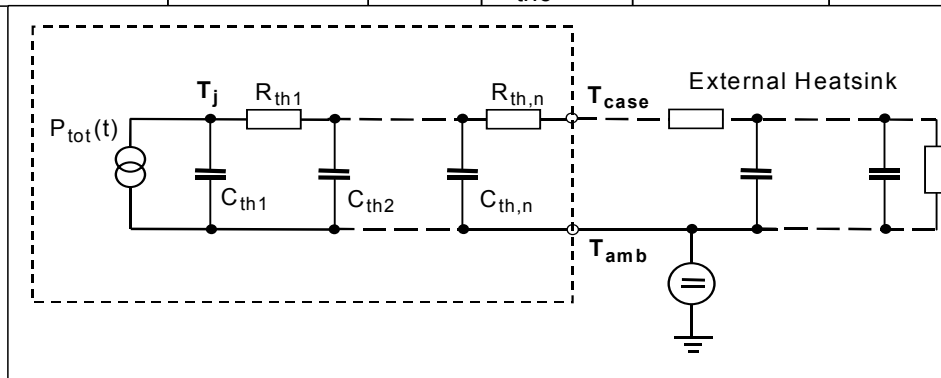 External Heatsink
T_j R_th1 R_th,n T_case
P_tot(t)
C_th1 C_th2 C_th,n
T_amb